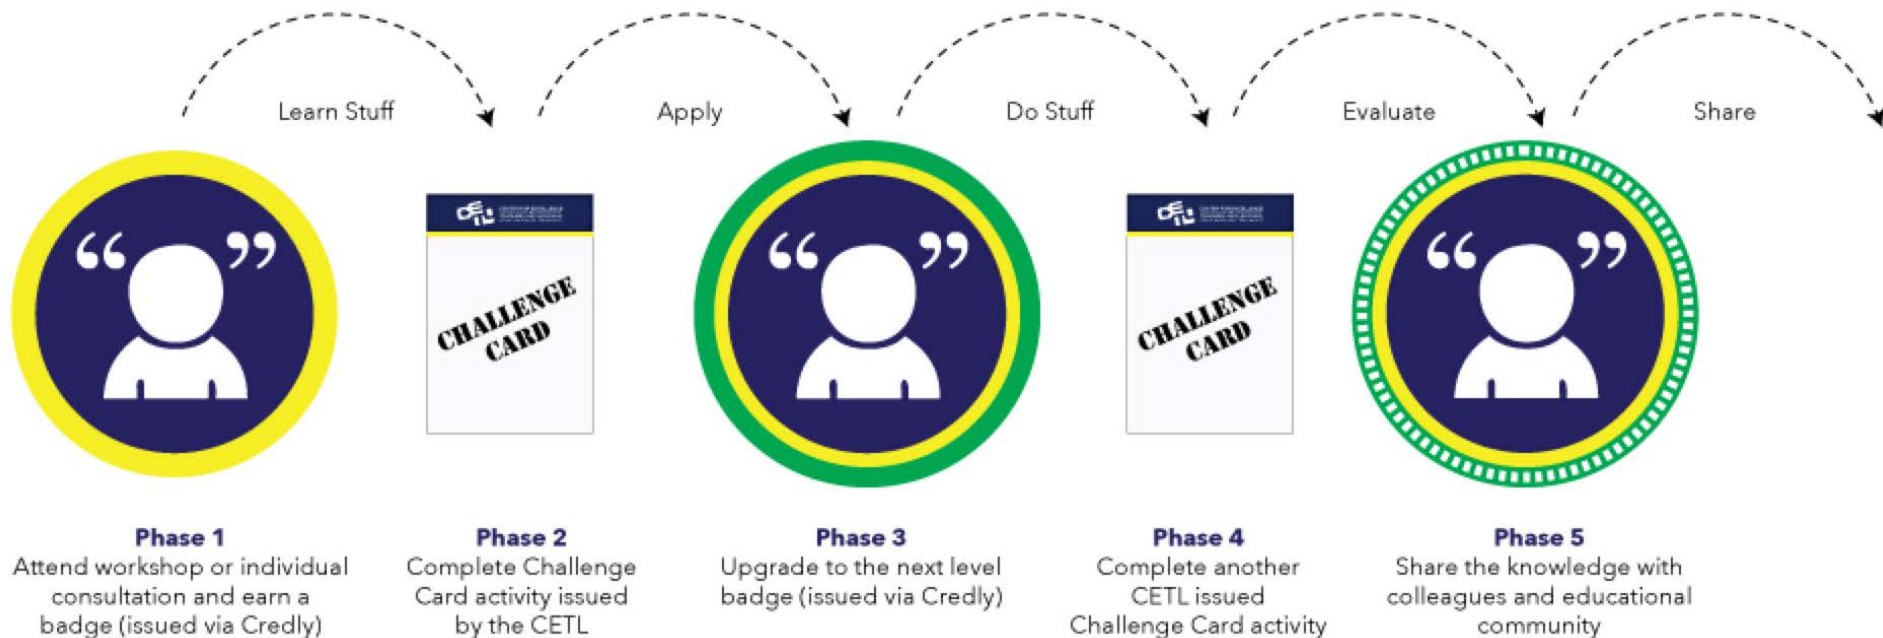 Learn Stuff
Apply
Do Stuff
Evaluate
Share
“ ”
CETL
CHALLENGE
CARD
“ ”
CETL
CHALLENGE
CARD
“ ”
Phase 1
Attend workshop or individual
consultation and earn a
badge (issued via Credly)
Phase 2
Complete Challenge
Card activity issued
by the CETL
Phase 3
Upgrade to the next level
badge (issued via Credly)
Phase 4
Complete another
CETL issued
Challenge Card activity
Phase 5
Share the knowledge with
colleagues and educational
community